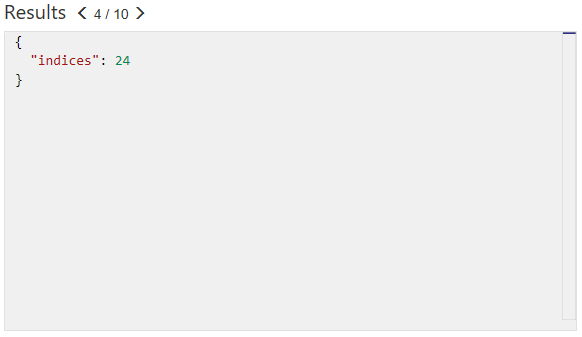 Results < 4 / 10 >
{
  "indices": 24
}